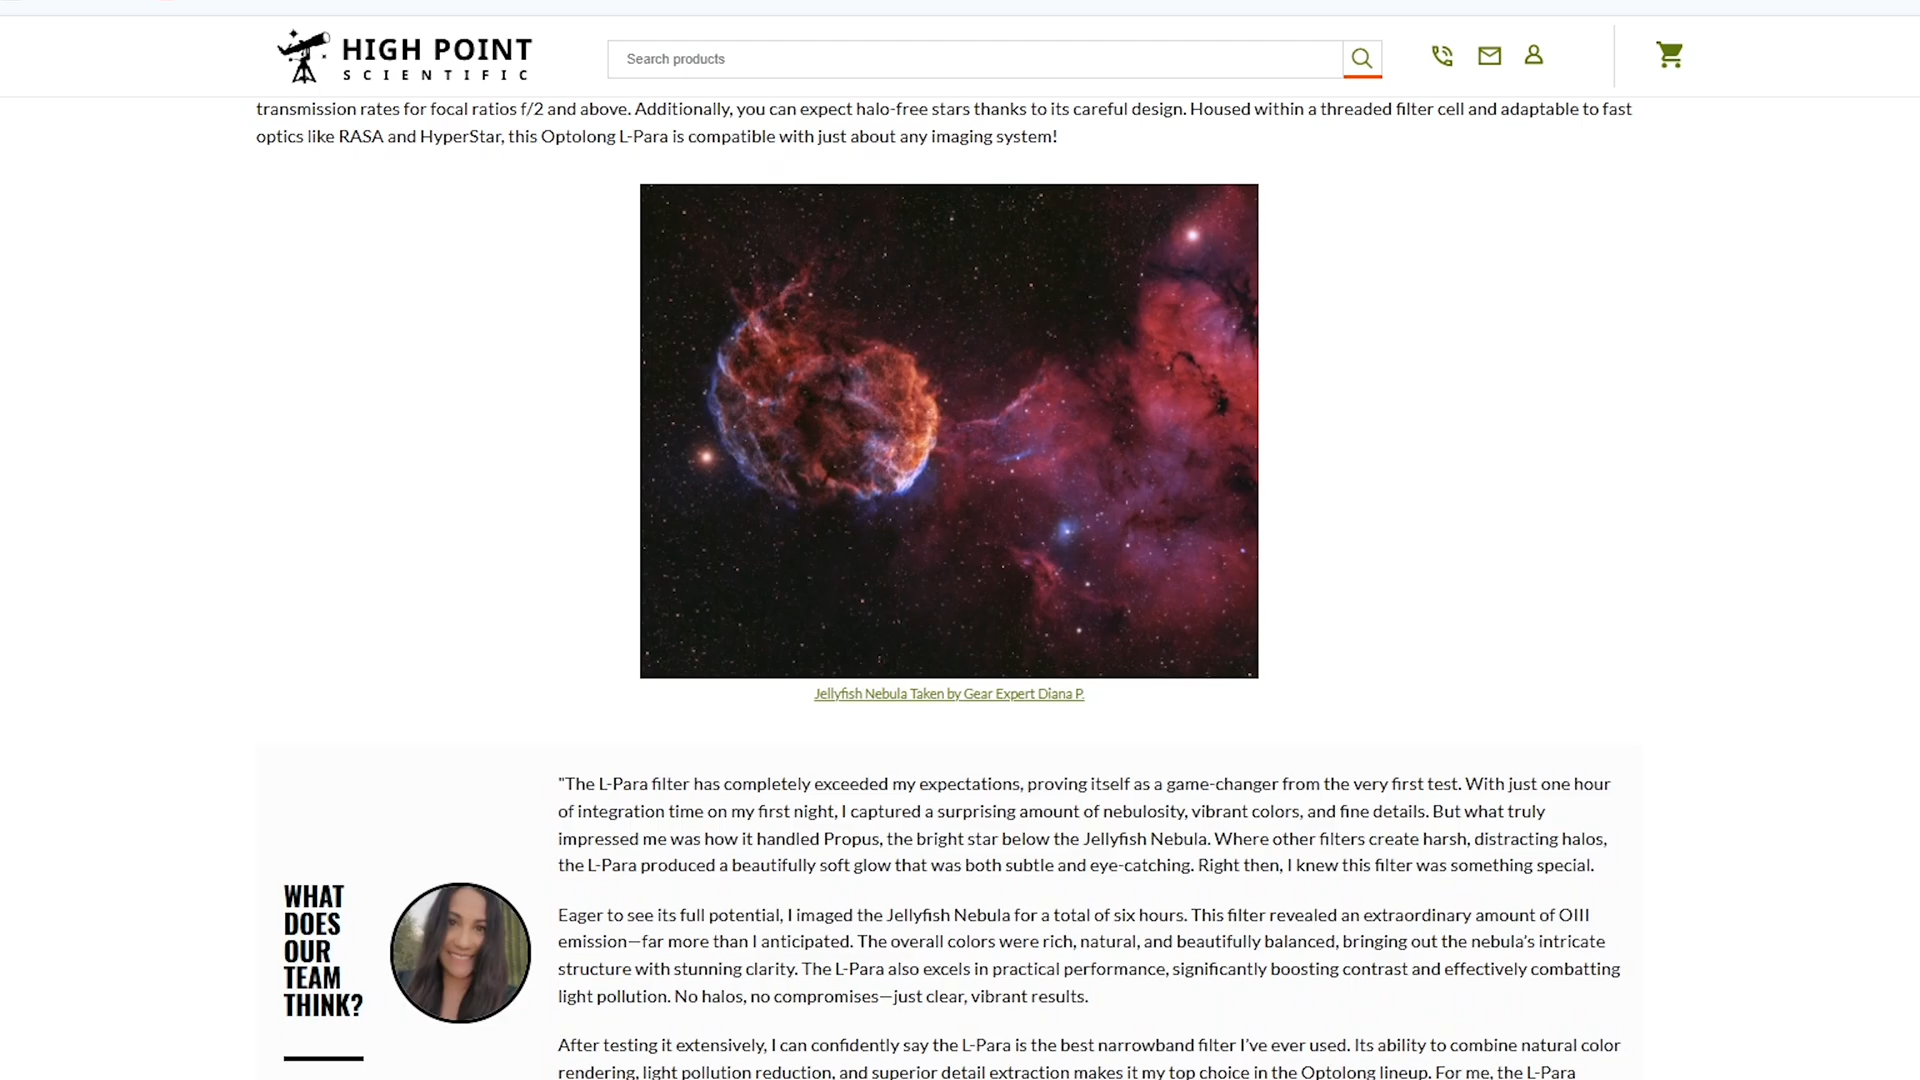 HIGH POINT
SCIENTIFIC
Search products
transmission rates for focal ratios f/2 and above. Additionally, you can expect halo-free stars thanks to its careful design. Housed within a threaded filter cell and adaptable to fast
optics like RASA and HyperStar, this Optolong L-Para is compatible with just about any imaging system!
Jellyfish Nebula Taken by Gear Expert Diana P.
WHAT
DOES
OUR
TEAM
THINK?
"The L-Para filter has completely exceeded my expectations, proving itself as a game-changer from the very first test. With just one hour
of integration time on my first night, I captured a surprising amount of nebulosity, vibrant colors, and fine details. But what truly
impressed me was how it handled Propus, the bright star below the Jellyfish Nebula. Where other filters create harsh, distracting halos,
the L-Para produced a beautifully soft glow that was both subtle and eye-catching. Right then, I knew this filter was something special.
Eager to see its full potential, I imaged the Jellyfish Nebula for a total of six hours. This filter revealed an extraordinary amount of OIII
emission—far more than I anticipated. The overall colors were rich, natural, and beautifully balanced, bringing out the nebula's intricate
structure with stunning clarity. The L-Para also excels in practical performance, significantly boosting contrast and effectively combatting
light pollution. No halos, no compromises—just clear, vibrant results.
After testing it extensively, I can confidently say the L-Para is the best narrowband filter I've ever used. Its ability to combine natural color
rendering, light pollution reduction, and superior detail extraction makes it my top choice in the Optolong lineup. For me, the L-Para